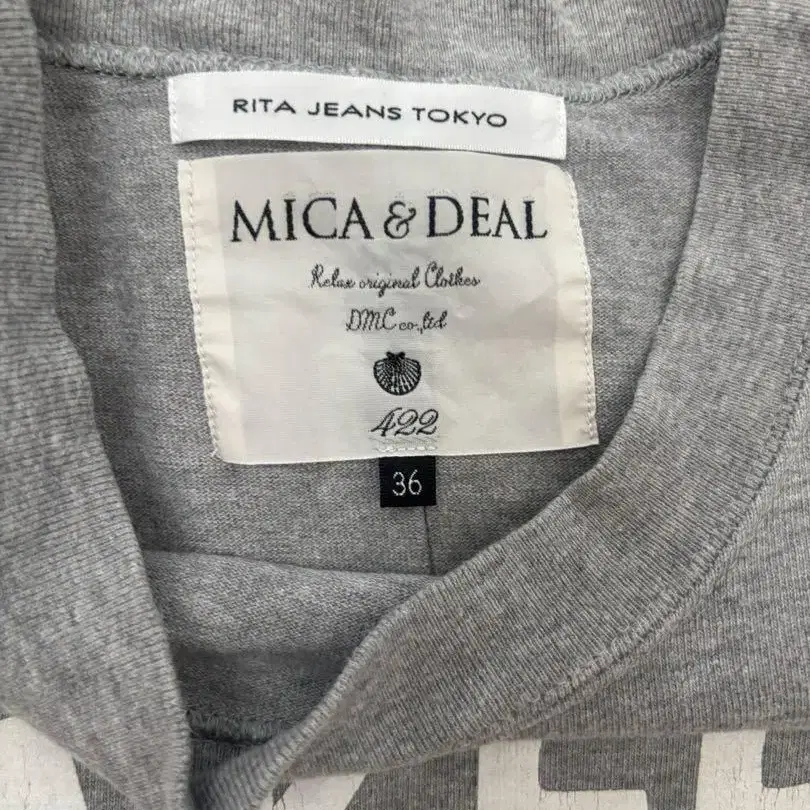 RITA JEANS TOKYO
MICA & DEAL
Relax original Clothes
DMC co.,ltd
422
36